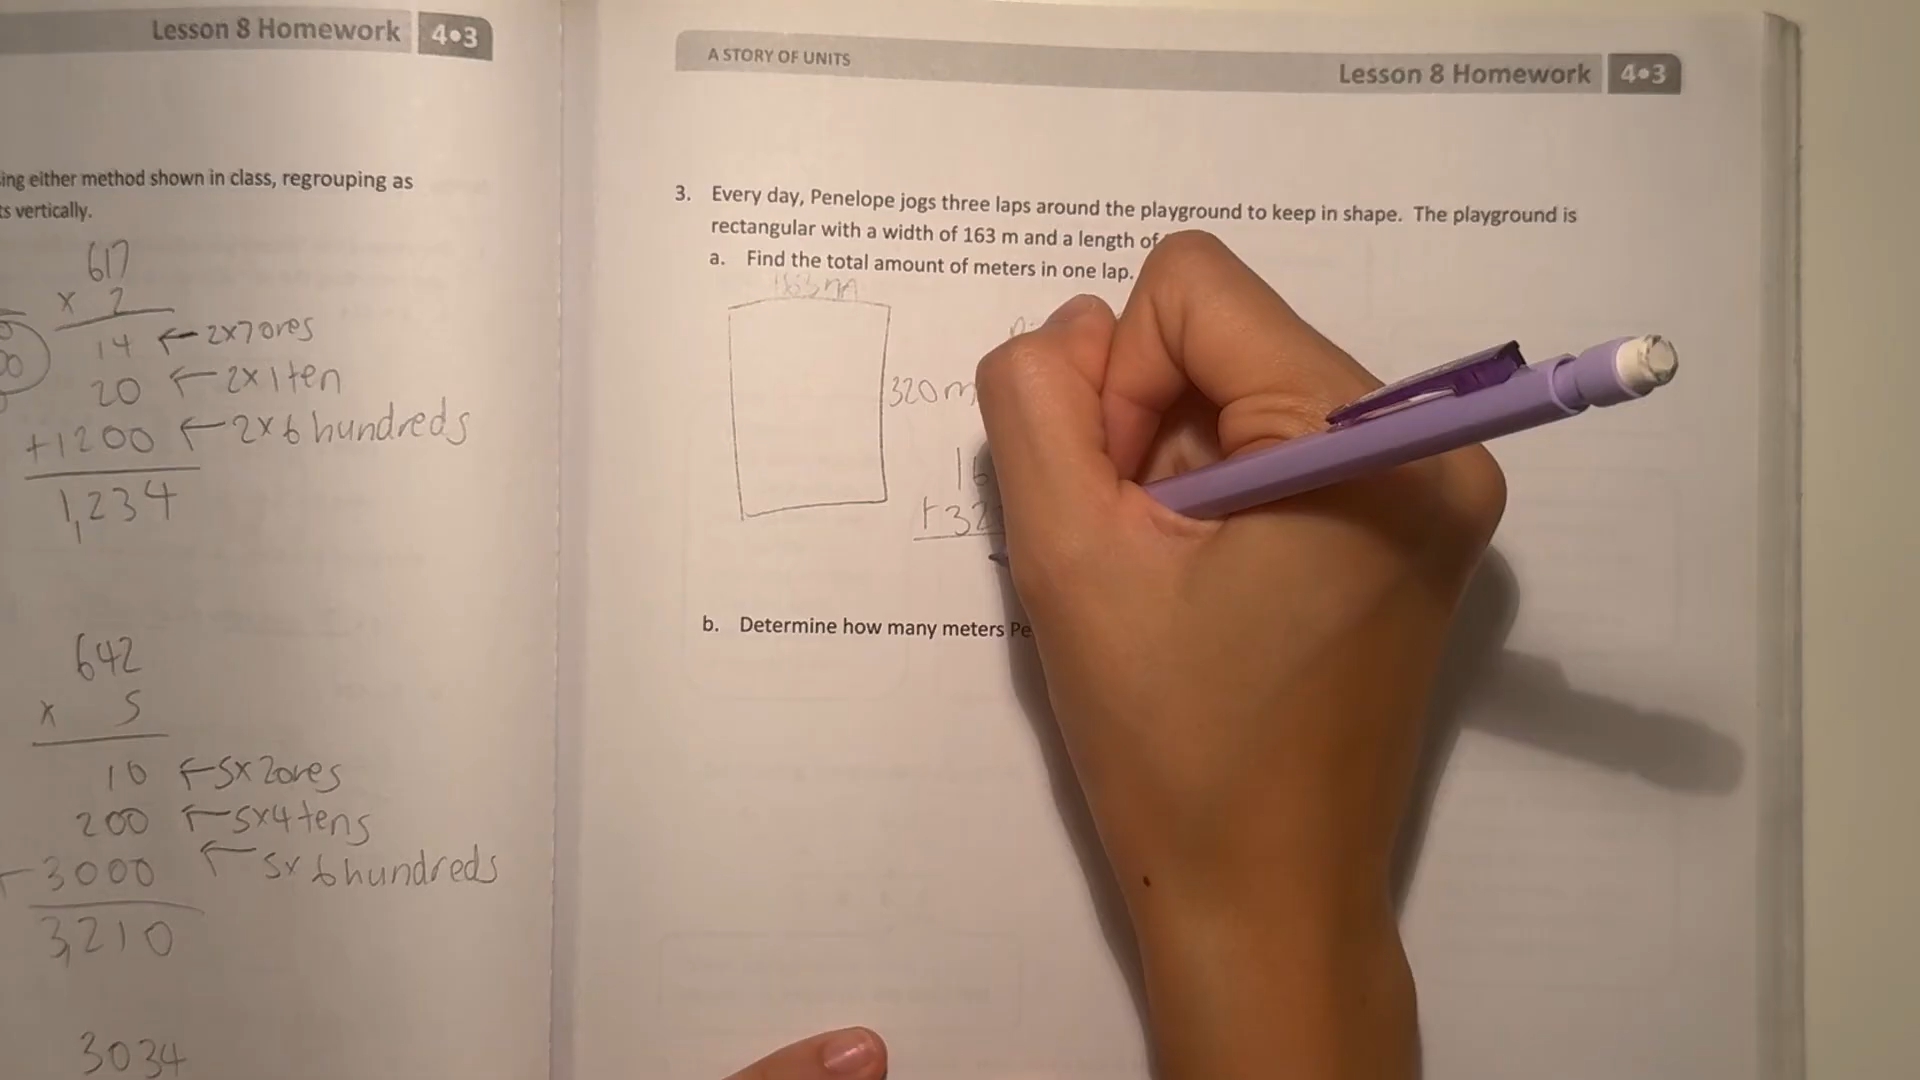 Lesson 8 Homework 4•3
ing either method shown in class, regrouping as
ts vertically.
617
x 2
14 ← 2x7 ones
20 ← 2x1 ten
+1200 ← 2x6 hundreds
1,234
642
x 5
10 ← 5x2 ones
200 ← 5x4 tens
3000 ← 5x6 hundreds
3,210
3034
A STORY OF UNITS
Lesson 8 Homework 4•3
3. Every day, Penelope jogs three laps around the playground to keep in shape. The playground is
rectangular with a width of 163 m and a length of
a. Find the total amount of meters in one lap.
163m
320m
16
+32
b. Determine how many meters Pe